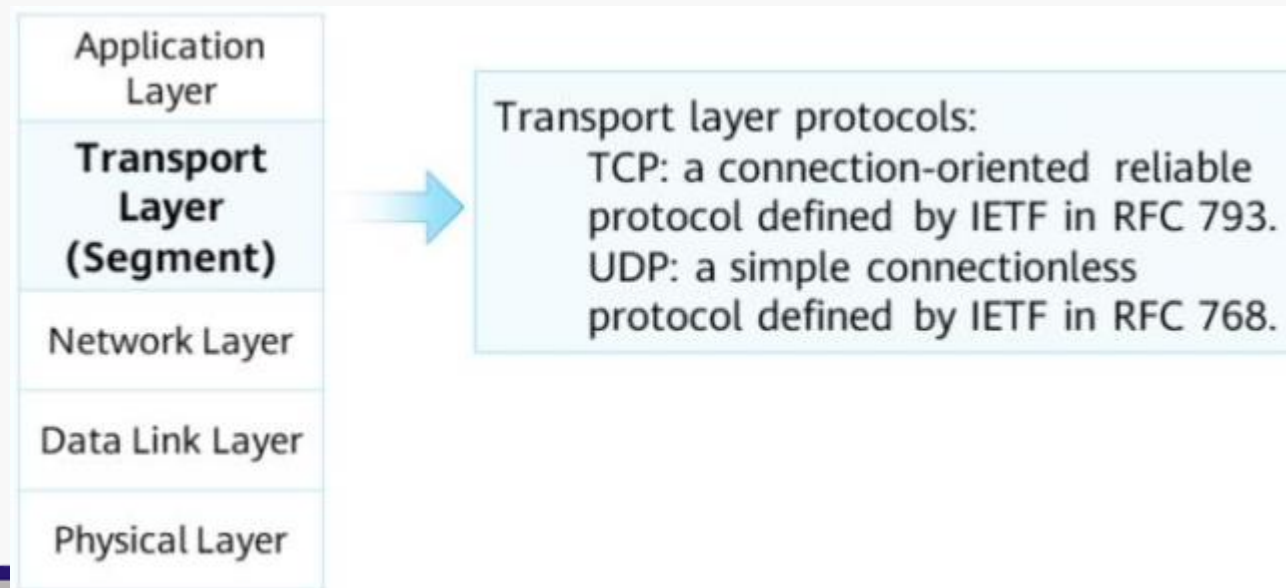 Application
Layer
Transport
Layer
(Segment)
Network Layer
Data Link Layer
Physical Layer
Transport layer protocols:
TCP: a connection-oriented reliable
protocol defined by IETF in RFC 793.
UDP: a simple connectionless
protocol defined by IETF in RFC 768.